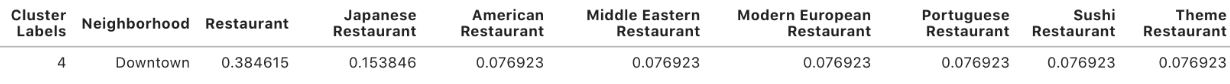 Cluster Labels Neighborhood Restaurant Japanese Restaurant American Restaurant Middle Eastern Restaurant Modern European Restaurant Portuguese Restaurant Sushi Restaurant Theme Restaurant
4 Downtown 0.384615 0.153846 0.076923 0.076923 0.076923 0.076923 0.076923 0.076923